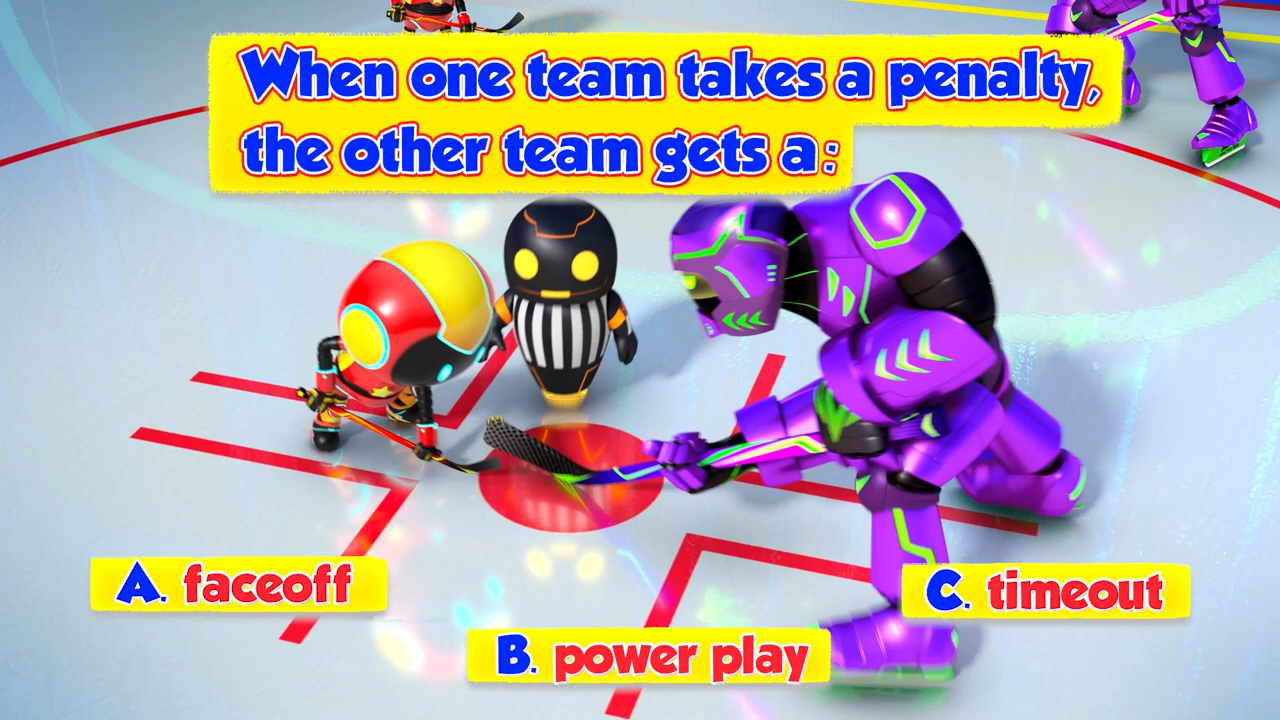 When one team takes a penalty,
the other team gets a:
A. faceoff
B. power play
C. timeout